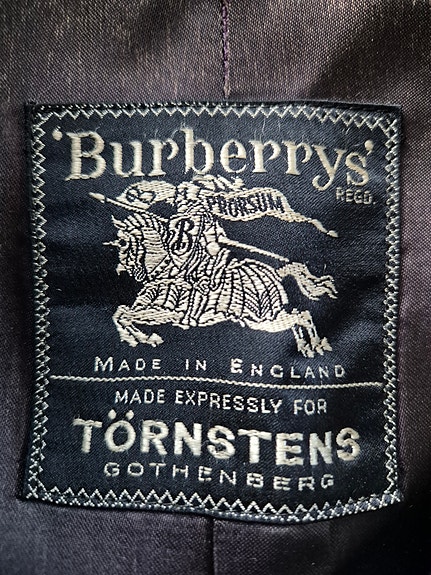 'Burberrys'
REGD.
PRORSUM
B
MADE IN ENGLAND
MADE EXPRESSLY FOR
TÖRNSTENS
GOTHENBERG